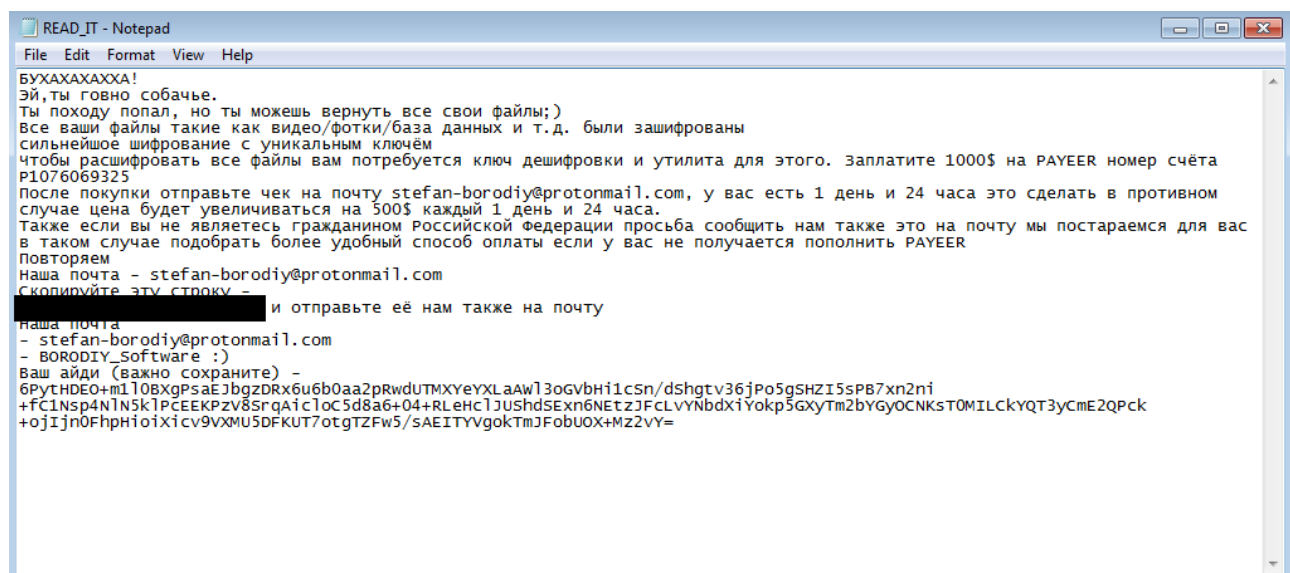 READ_IT - Notepad
File Edit Format View Help
БУХАХАХАХХА!
Эй,ты говно собачье.
Ты походу попал, но ты можешь вернуть все свои файлы;)
Все ваши файлы такие как видео/фотки/база данных и т.д. были зашифрованы
сильнейшое шифрование с уникальным ключём
Чтобы расшифровать все файлы вам потребуется ключ дешифровки и утилита для этого. Заплатите 1000$ на PAYEER номер счёта
P1076069325
После покупки отправьте чек на почту stefan-borodiy@protonmail.com, у вас есть 1 день и 24 часа это сделать в противном
случае цена будет увеличиваться на 500$ каждый 1 день и 24 часа.
Также если вы не являетесь гражданином Российской Федерации просьба сообщить нам также это на почту мы постараемся для вас
в таком случае подобрать более удобный способ оплаты если у вас не получается пополнить PAYEER
Повторяем
Наша почта - stefan-borodiy@protonmail.com
Скопируйте эту строку -
и отправьте её нам также на почту
Наша почта
- stefan-borodiy@protonmail.com
- BORODIY_Software :)
Ваш айди (важно сохраните) -
6PytHDEO+m1l0BXgPsaEJbgzDRx6u6b0aa2pRwdUTMXYeYXLaAWl3oGVbHi1cSn/dShgtv36jPo5gSHZI5sPB7xn2ni
+fC1Nsp4NlN5klPcEEKPzV8SrqAicloC5d8a6+04+RLeHclJUShdSExn6NEtzJFcLvYNbdXiYokp5GXyTm2bYGyOCNKsT0MILCkYQT3yCmE2QPck
+ojIjn0FhpHioiXicv9VXMU5DFKUT7otgTZFw5/sAEITYVgokTmJFobUOX+Mz2vY=